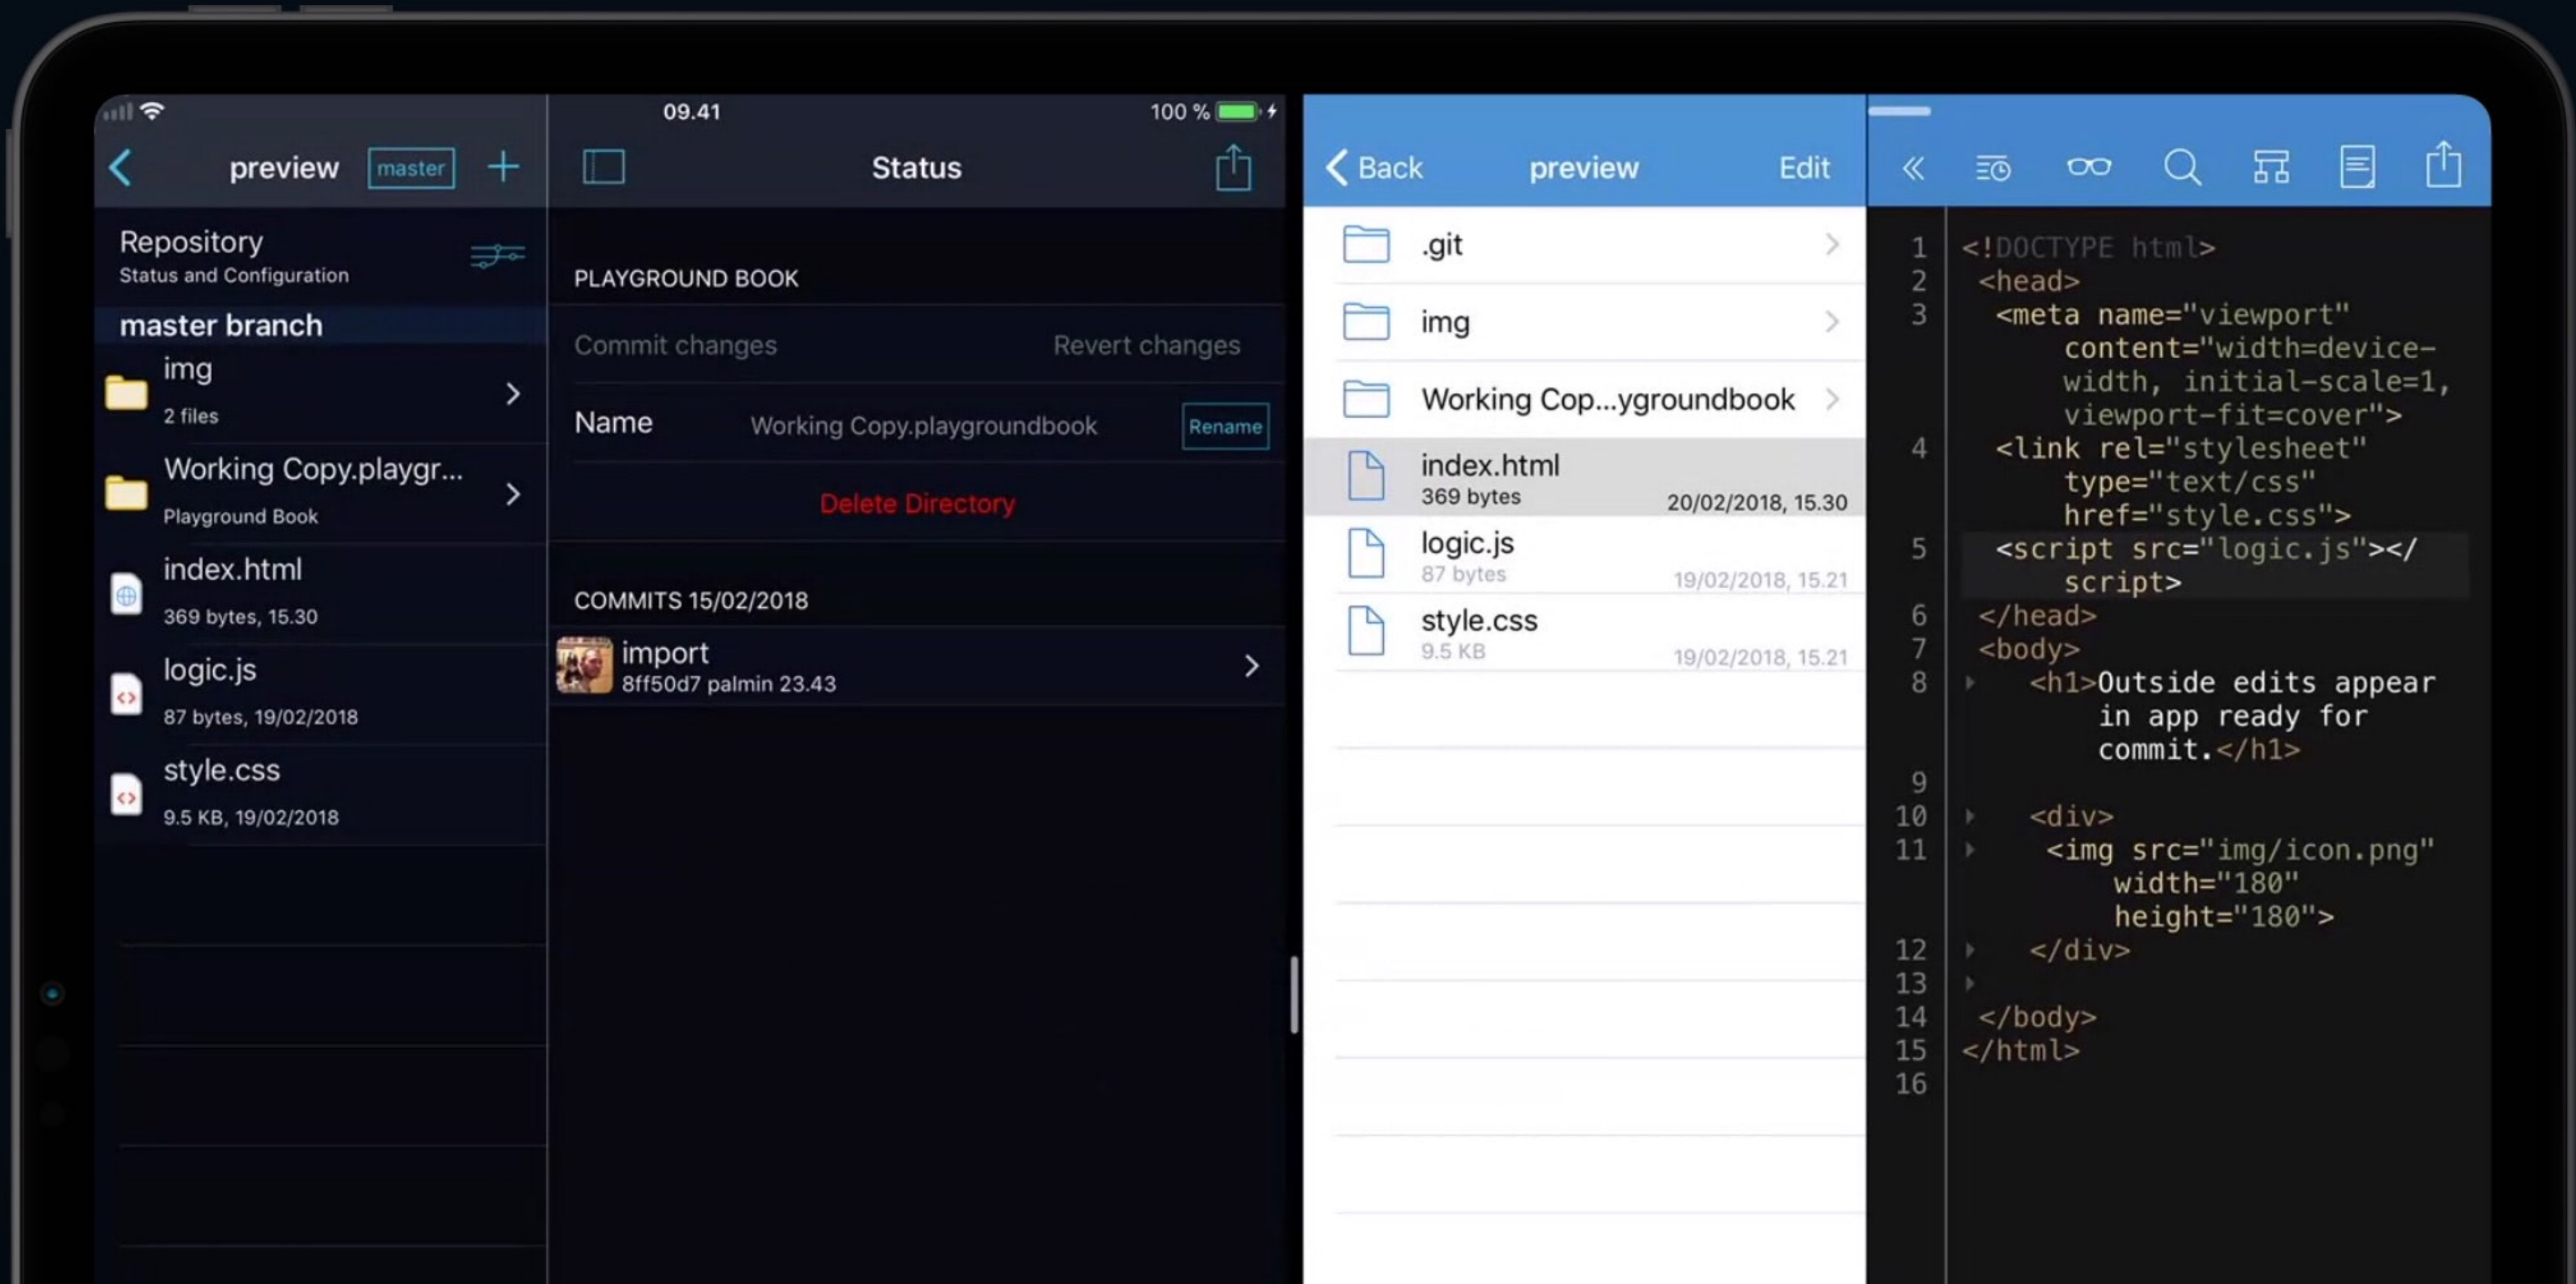 09.41
100 %
preview
master
Status
Repository
Status and Configuration
master branch
img
2 files
Working Copy.playgr...
Playground Book
index.html
369 bytes, 15.30
logic.js
87 bytes, 19/02/2018
style.css
9.5 KB, 19/02/2018
PLAYGROUND BOOK
Commit changes Revert changes
Name Working Copy.playgroundbook Rename
Delete Directory
COMMITS 15/02/2018
import
8ff50d7 palmin 23.43
Back preview Edit
.git
img
Working Cop...ygroundbook
index.html
369 bytes 20/02/2018, 15.30
logic.js
87 bytes 19/02/2018, 15.21
style.css
9.5 KB 19/02/2018, 15.21
1 <!DOCTYPE html>
2 <head>
3 <meta name="viewport"
content="width=device-
width, initial-scale=1,
viewport-fit=cover">
4 <link rel="stylesheet"
type="text/css"
href="style.css">
5 <script src="logic.js"></
script>
6 </head>
7 <body>
8 <h1>Outside edits appear
in app ready for
commit.</h1>
9
10 <div>
11 <img src="img/icon.png"
width="180"
height="180">
12 </div>
13
14 </body>
15 </html>
16